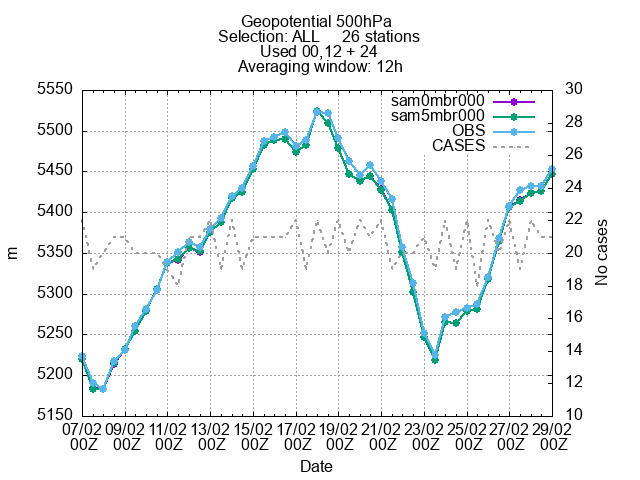 Geopotential 500hPa
Selection: ALL 26 stations
Used 00,12 + 24
Averaging window: 12h
5550
5500
5450
5400
5350
5300
5250
5200
5150
m
30
28
26
24
22
20
18
16
14
12
10
No cases
sam0mbr000
sam5mbr000
OBS
CASES
07/02 09/02 11/02 13/02 15/02 17/02 19/02 21/02 23/02 25/02 27/02 29/02
00Z 00Z 00Z 00Z 00Z 00Z 00Z 00Z 00Z 00Z 00Z 00Z
Date